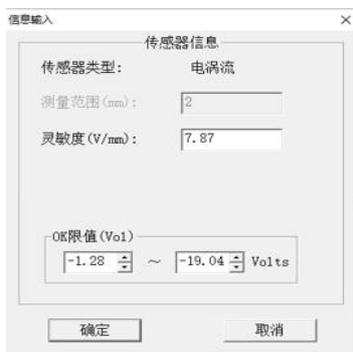 信息输入
传感器信息
传感器类型: 电涡流
测量范围(mm): 2
灵敏度(V/mm): 7.87
OK限值(Vol)
-1.28 ～ -19.04 Volts
确定 取消